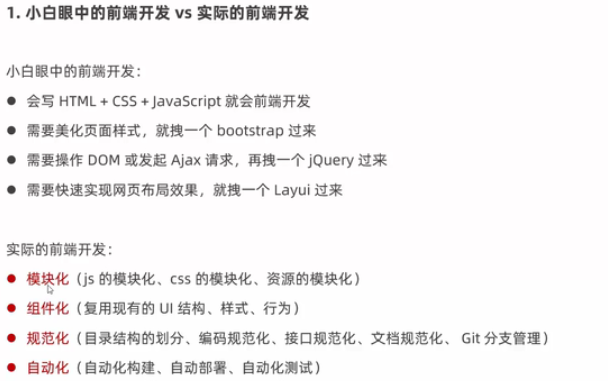 1. 小白眼中的前端开发 vs 实际的前端开发
小白眼中的前端开发：
● 会写 HTML + CSS + JavaScript 就会前端开发
● 需要美化页面样式，就拽一个 bootstrap 过来
● 需要操作 DOM 或发起 Ajax 请求，再拽一个 jQuery 过来
● 需要快速实现网页布局效果，就拽一个 Layui 过来
实际的前端开发：
● 模块化（js 的模块化、css 的模块化、资源的模块化）
● 组件化（复用现有的 UI 结构、样式、行为）
● 规范化（目录结构的划分、编码规范化、接口规范化、文档规范化、 Git 分支管理）
● 自动化（自动化构建、自动部署、自动化测试）